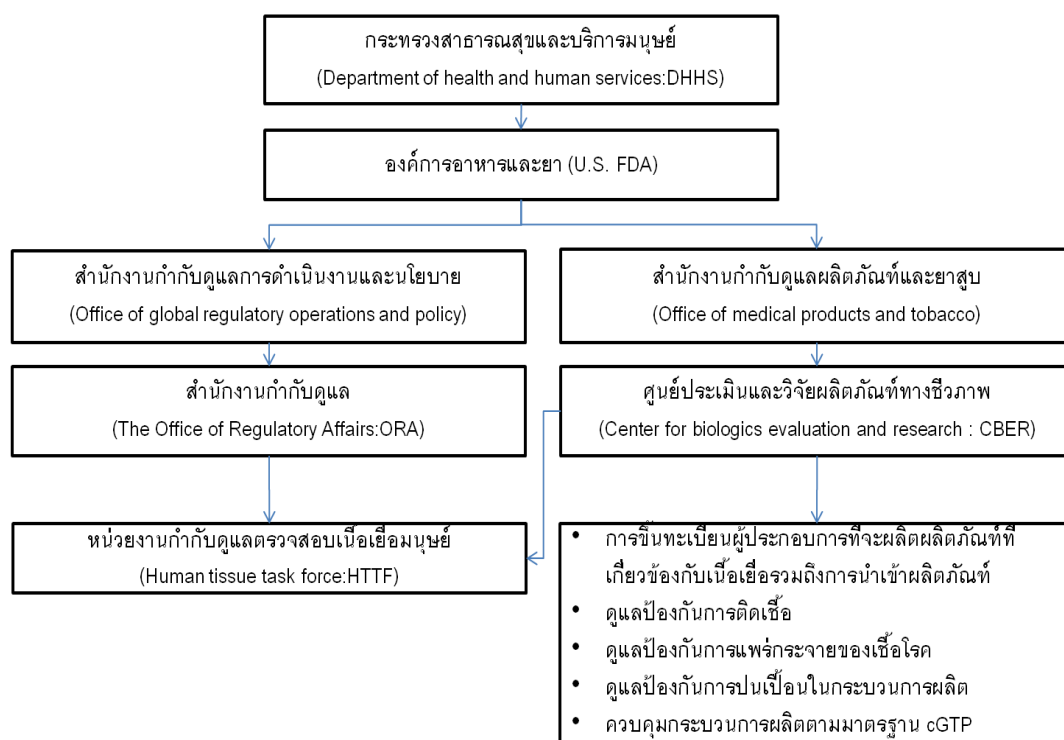 กระทรวงสาธารณสุขและบริการมนุษย์
(Department of health and human services:DHHS)
องค์การอาหารและยา (U.S. FDA)
สำนักงานกำกับดูแลการดำเนินงานและนโยบาย
(Office of global regulatory operations and policy)
สำนักงานกำกับดูแลผลิตภัณฑ์และยาสูบ
(Office of medical products and tobacco)
สำนักงานกำกับดูแล
(The Office of Regulatory Affairs:ORA)
ศูนย์ประเมินและวิจัยผลิตภัณฑ์ทางชีวภาพ
(Center for biologics evaluation and research : CBER)
หน่วยงานกำกับดูแลตรวจสอบเนื้อเยื่อมนุษย์
(Human tissue task force:HTTF)
• การขึ้นทะเบียนผู้ประกอบการที่จะผลิตผลิตภัณฑ์ที่
เกี่ยวข้องกับเนื้อเยื่อรวมถึงการนำเข้าผลิตภัณฑ์
• ดูแลป้องกันการติดเชื้อ
• ดูแลป้องกันการแพร่กระจายของเชื้อโรค
• ดูแลป้องกันการปนเปื้อนในกระบวนการผลิต
• ควบคุมกระบวนการผลิตตามมาตรฐาน cGTP